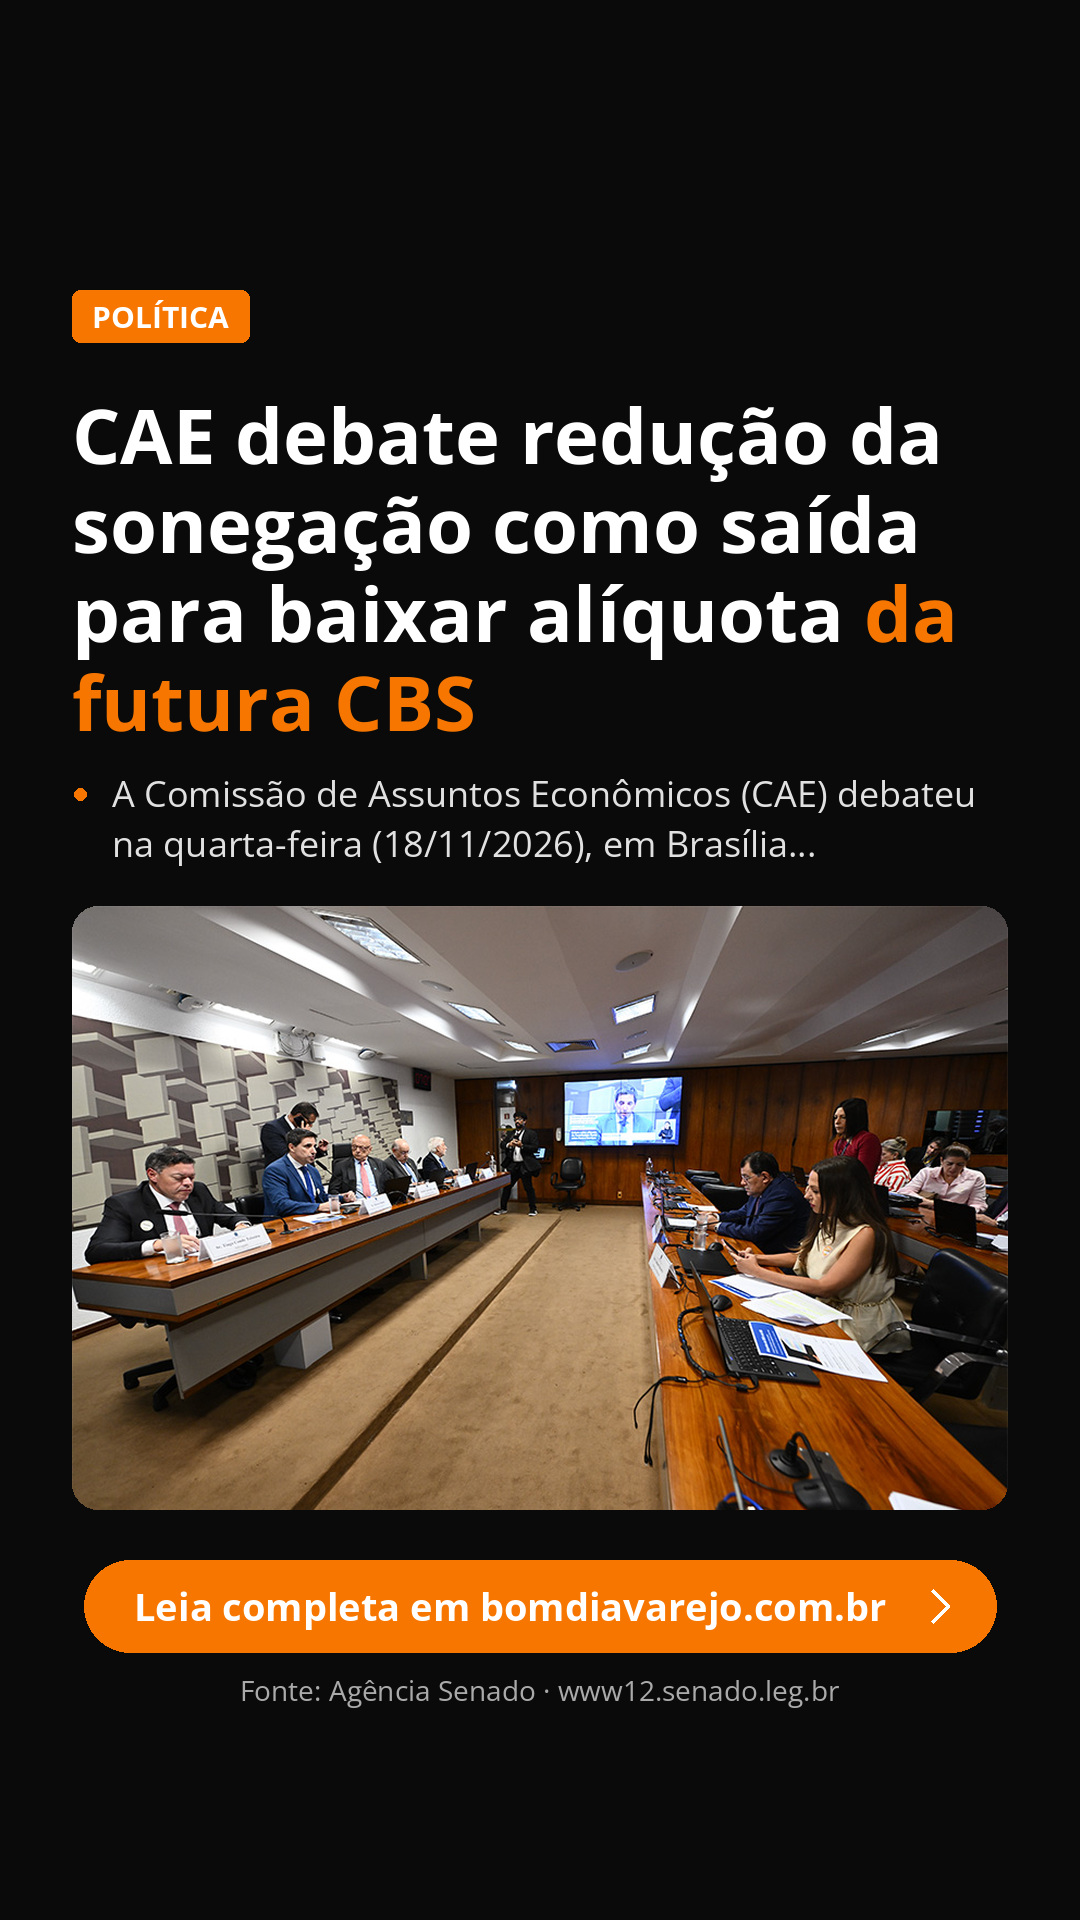 POLÍTICA
CAE debate redução da
sonegação como saída
para baixar alíquota da
futura CBS
• A Comissão de Assuntos Econômicos (CAE) debateu
na quarta-feira (18/11/2026), em Brasília...
Leia completa em bomdiavarejo.com.br
Fonte: Agência Senado · www12.senado.leg.br